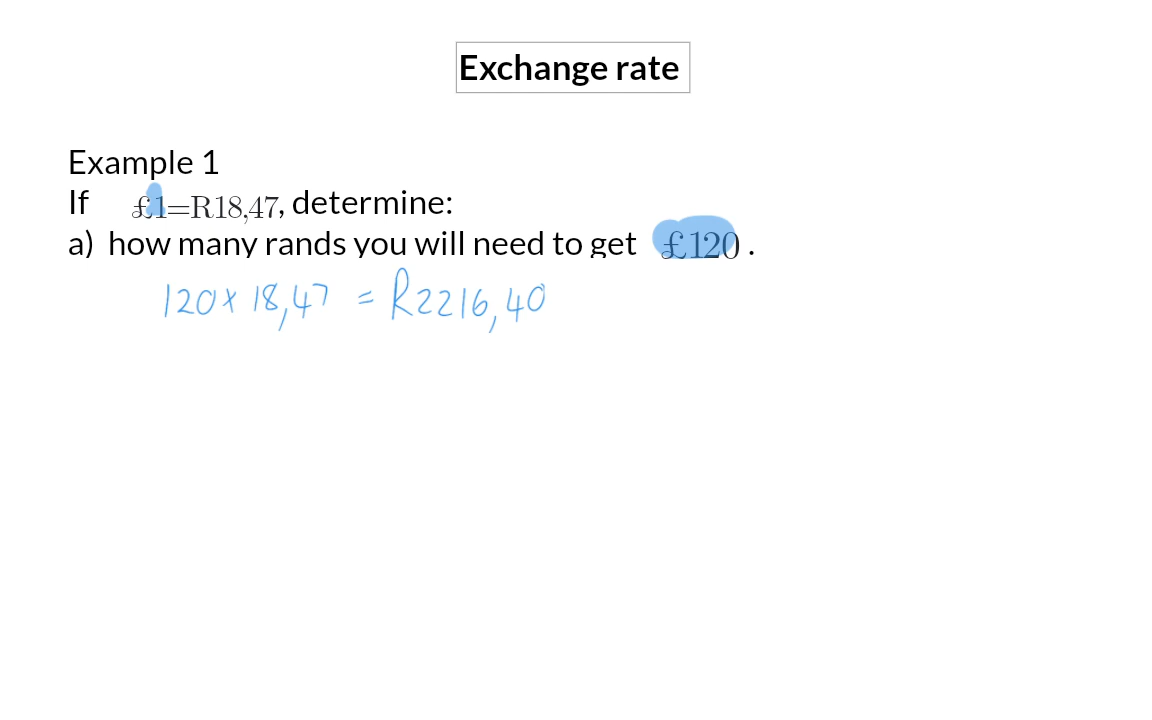 Exchange rate
Example 1
If £1=R18,47, determine:
a) how many rands you will need to get £120 .
120 × 18,47 = R2216,40